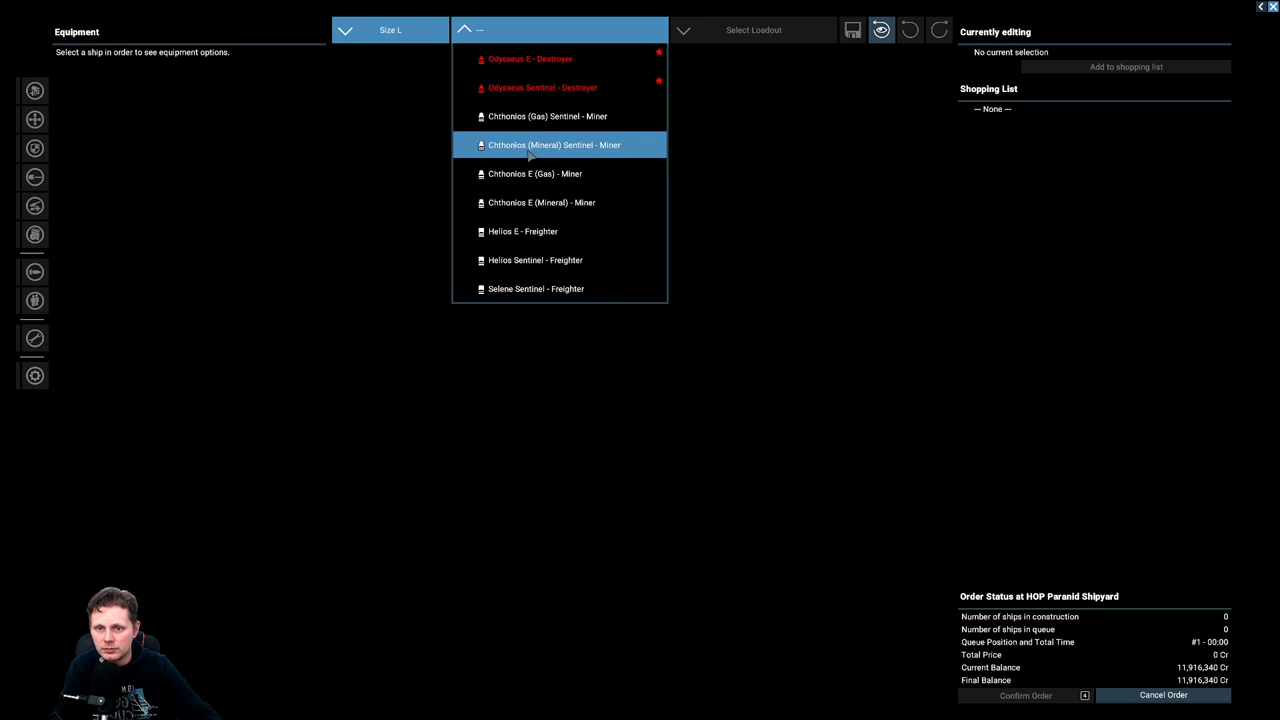 Equipment
Select a ship in order to see equipment options.
Size L
—
Select Loadout
Odysseus E - Destroyer
Odysseus Sentinel - Destroyer
Chthonios (Gas) Sentinel - Miner
Chthonios (Mineral) Sentinel - Miner
Chthonios E (Gas) - Miner
Chthonios E (Mineral) - Miner
Helios E - Freighter
Helios Sentinel - Freighter
Selene Sentinel - Freighter
Currently editing
No current selection
Add to shopping list
Shopping List
— None —
Order Status at HOP Paranid Shipyard
Number of ships in construction 0
Number of ships in queue 0
Queue Position and Total Time #1 - 00:00
Total Price 0 Cr
Current Balance 11,916,340 Cr
Final Balance 11,916,340 Cr
Confirm Order 4
Cancel Order